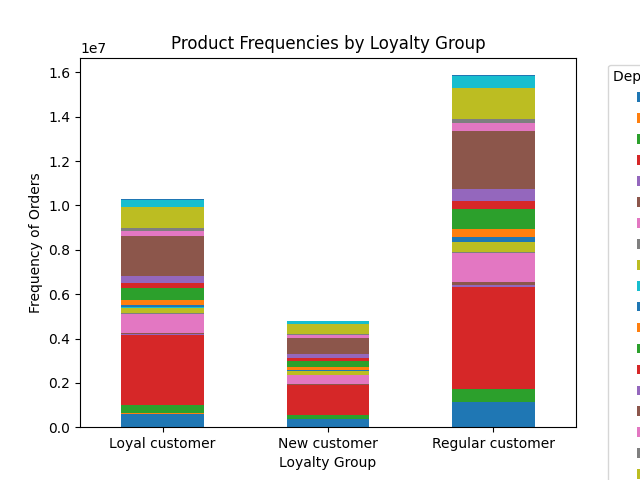 Product Frequencies by Loyalty Group
1e7
1.6
1.4
1.2
1.0
0.8
0.6
0.4
0.2
0.0
Frequency of Orders
Loyal customer
New customer
Regular customer
Loyalty Group
Dep